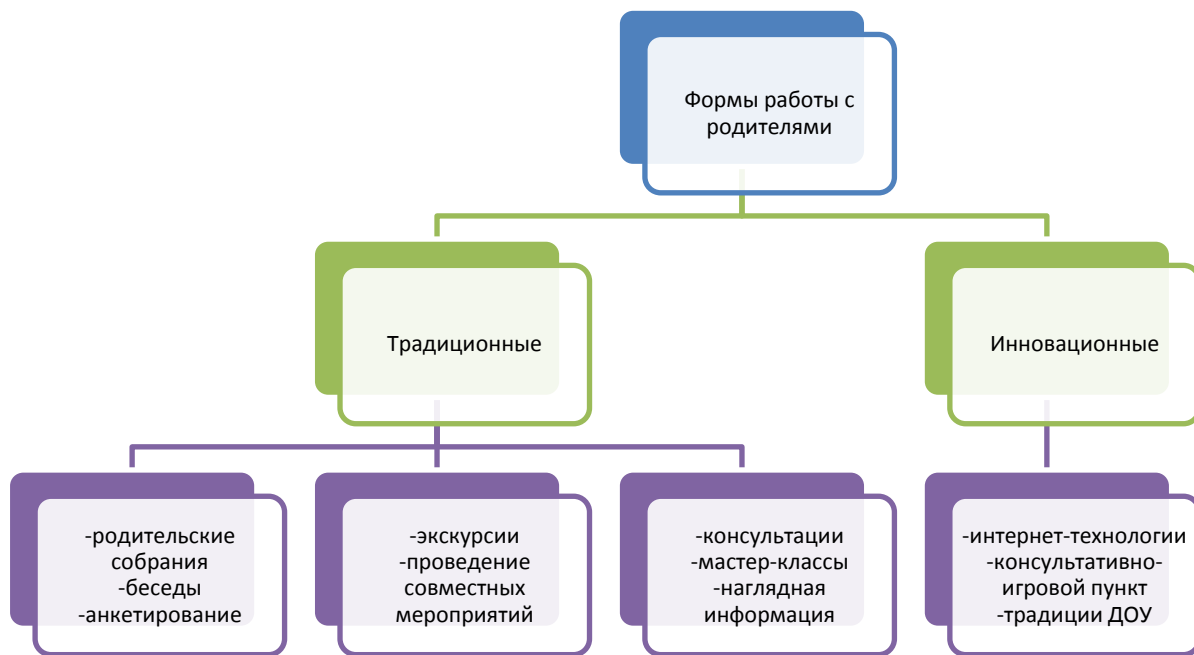 Формы работы с
родителями
Традиционные
Инновационные
-родительские
собрания
-беседы
-анкетирование
-экскурсии
-проведение
совместных
мероприятий
-консультации
-мастер-классы
-наглядная
информация
-интернет-технологии
-консультативно-
игровой пункт
-традиции ДОУ